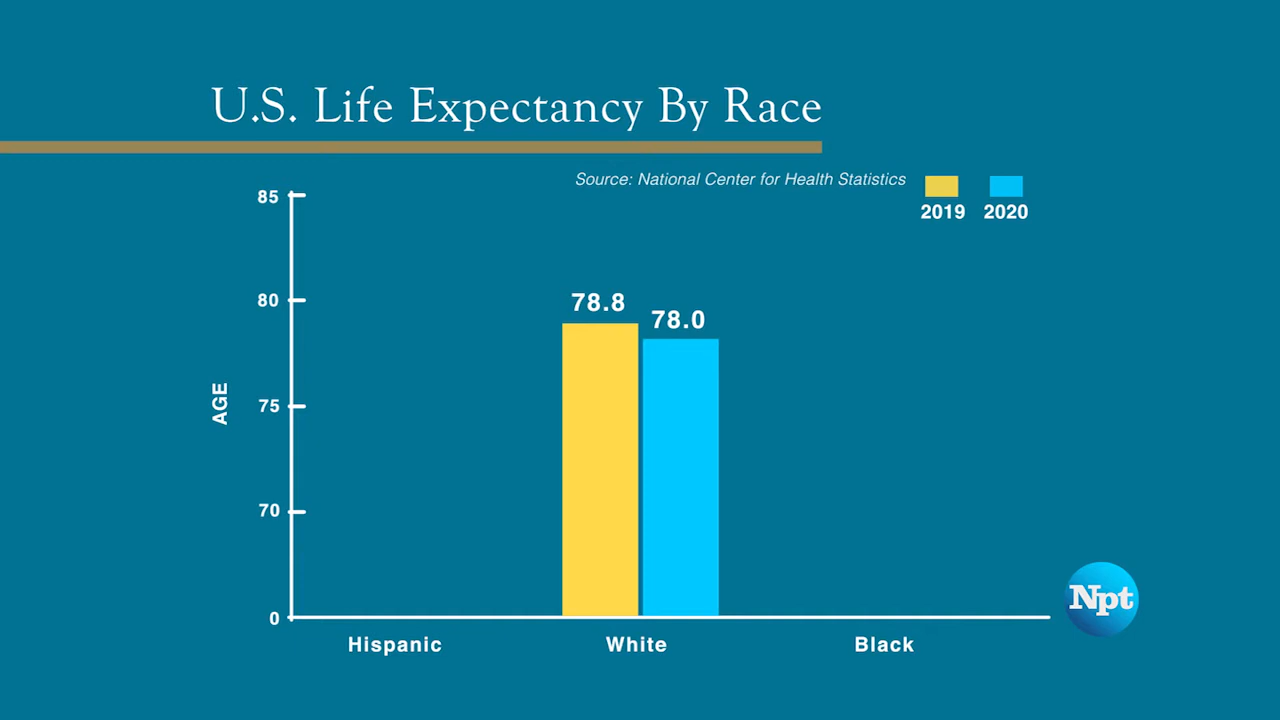 U.S. Life Expectancy By Race
Source: National Center for Health Statistics
2019 2020
85
80
75
70
0
AGE
78.8
78.0
Hispanic White Black
Npt